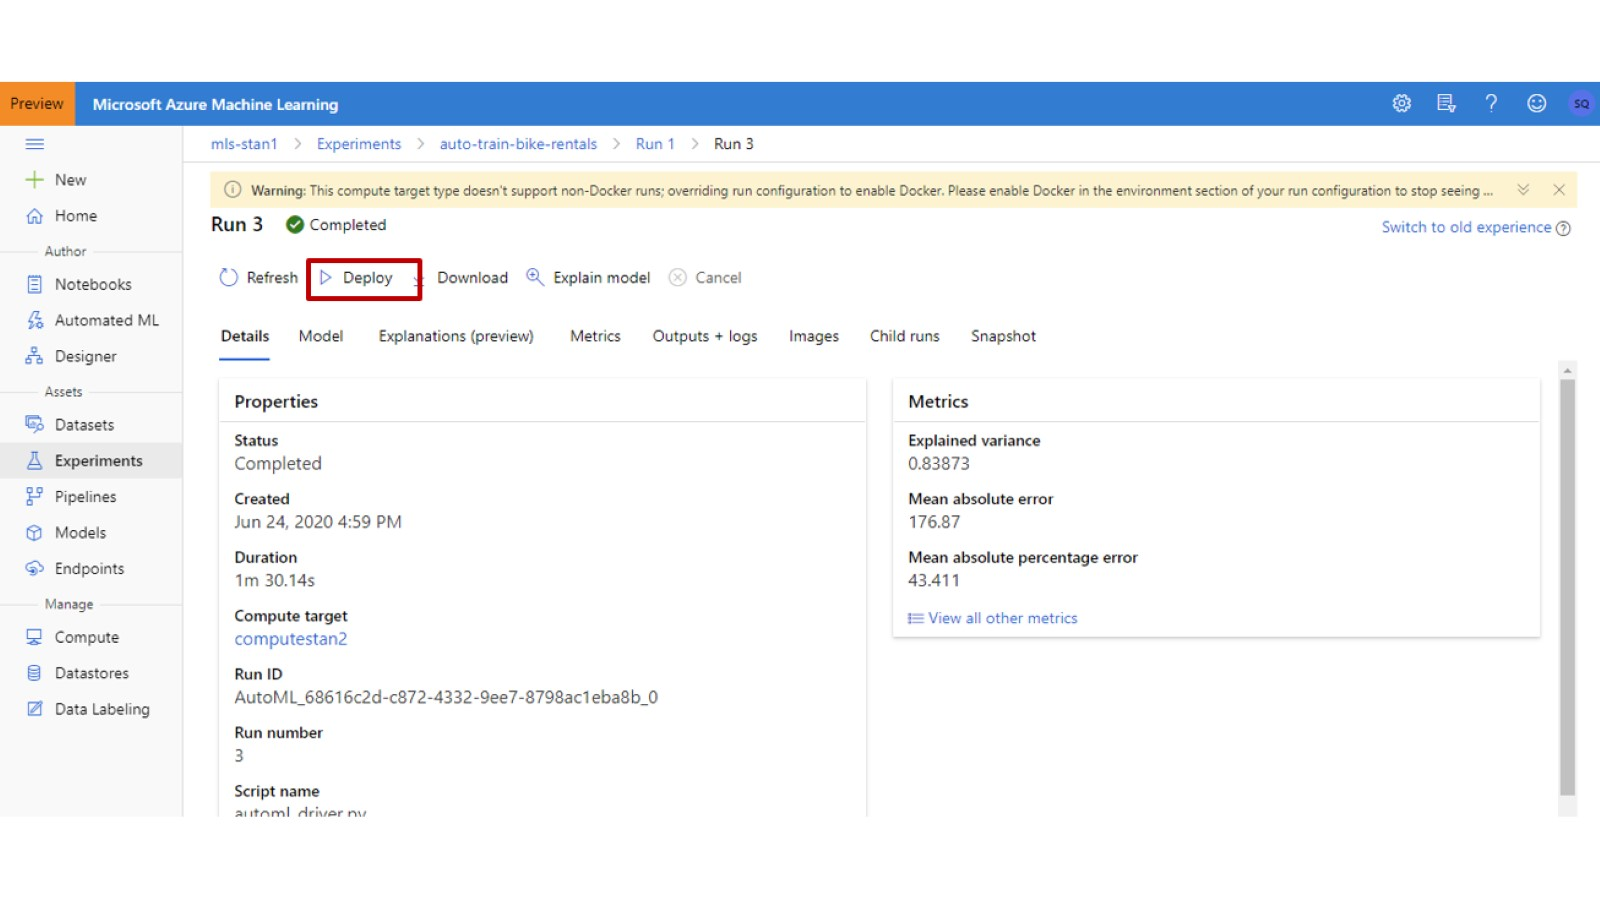 Preview
Microsoft Azure Machine Learning
?
SQ
mls-stan1 > Experiments > auto-train-bike-rentals > Run 1 > Run 3
New
Home
Author
Notebooks
Automated ML
Designer
Assets
Datasets
Experiments
Pipelines
Models
Endpoints
Manage
Compute
Datastores
Data Labeling
Warning: This compute target type doesn't support non-Docker runs; overriding run configuration to enable Docker. Please enable Docker in the environment section of your run configuration to stop seeing ...
Run 3 Completed
Switch to old experience ?
Refresh Deploy Download Explain model Cancel
Details Model Explanations (preview) Metrics Outputs + logs Images Child runs Snapshot
Properties
Status
Completed
Created
Jun 24, 2020 4:59 PM
Duration
1m 30.14s
Compute target
computestan2
Run ID
AutoML_68616c2d-c872-4332-9ee7-8798ac1eba8b_0
Run number
3
Script name
automl_driver.py
Metrics
Explained variance
0.83873
Mean absolute error
176.87
Mean absolute percentage error
43.411
View all other metrics